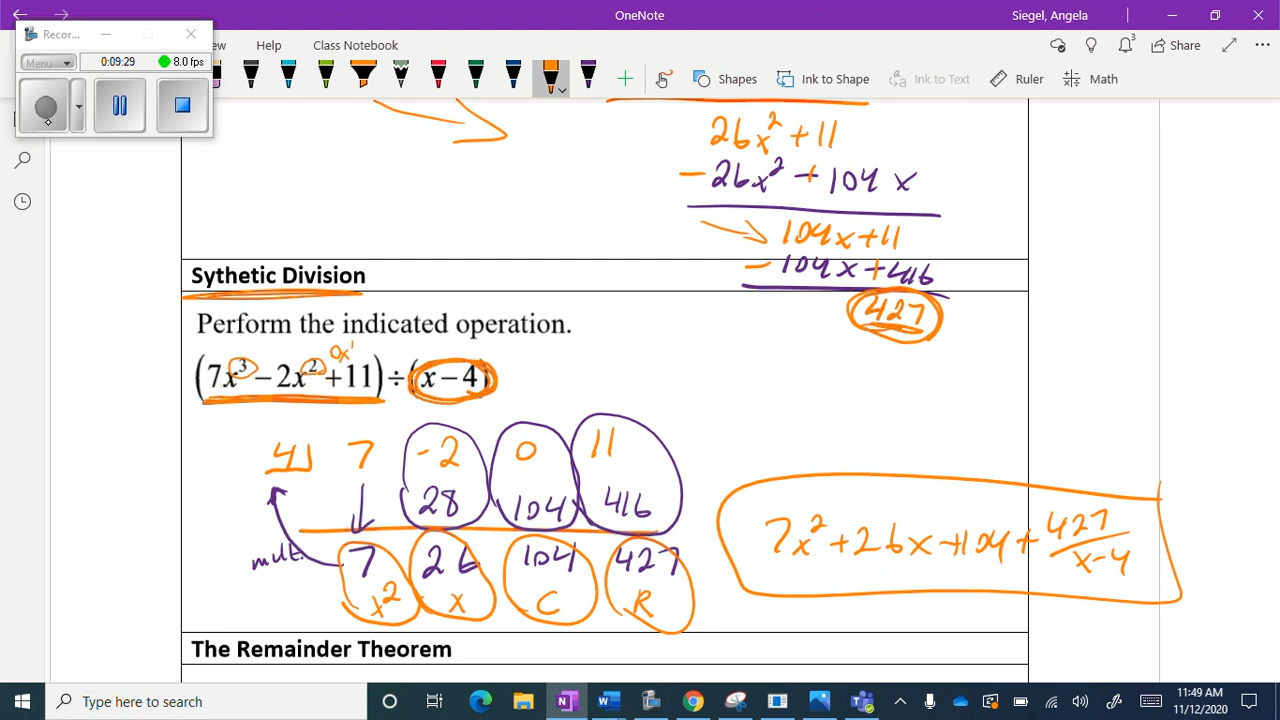 OneNote
Siegel, Angela
Recor...
ew Help Class Notebook
Share
Menu
0:09:29 8.0 fps
Shapes Ink to Shape Ink to Text Ruler Math
26x² + 11
- 26x² + 104x
104x + 11
- 104x + 416
427
Sythetic Division
Perform the indicated operation.
0x¹
(7x³ − 2x² + 11) ÷ (x − 4)
4 7 -2 0 11
28 104 416
mult. 7 26 104 427
x² x C R
7x² + 26x + 104 + 427/(x-4)
The Remainder Theorem
Type here to search
11:49 AM
11/12/2020